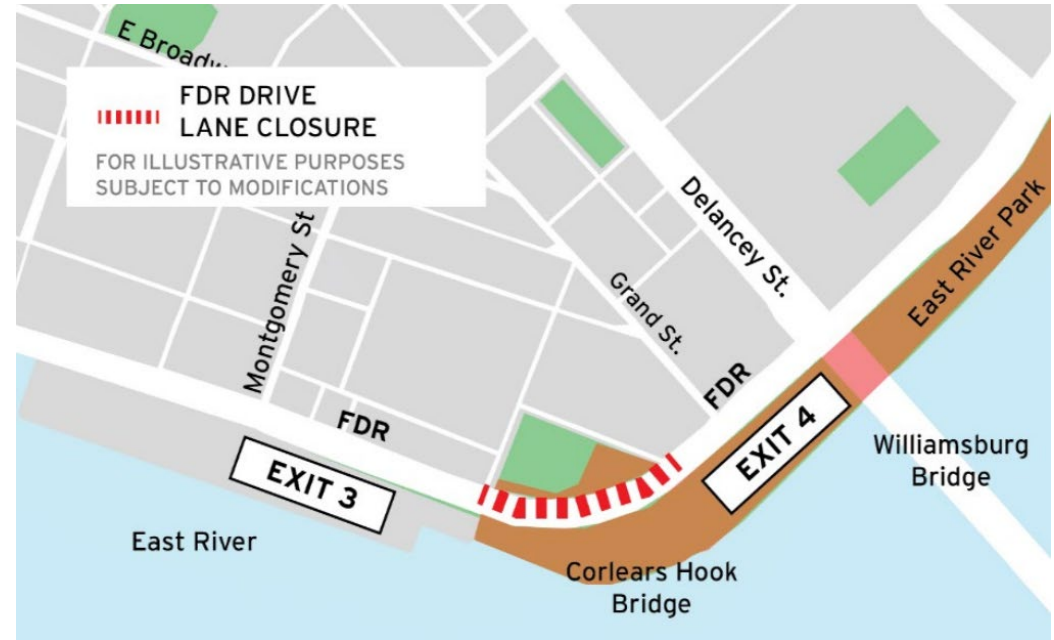 E Broadw
FDR DRIVE
LANE CLOSURE
FOR ILLUSTRATIVE PURPOSES
SUBJECT TO MODIFICATIONS
Montgomery St
Delancey St.
Grand St.
East River Park
FDR
FDR
EXIT 3
EXIT 4
Williamsburg
Bridge
East River
Corlears Hook
Bridge